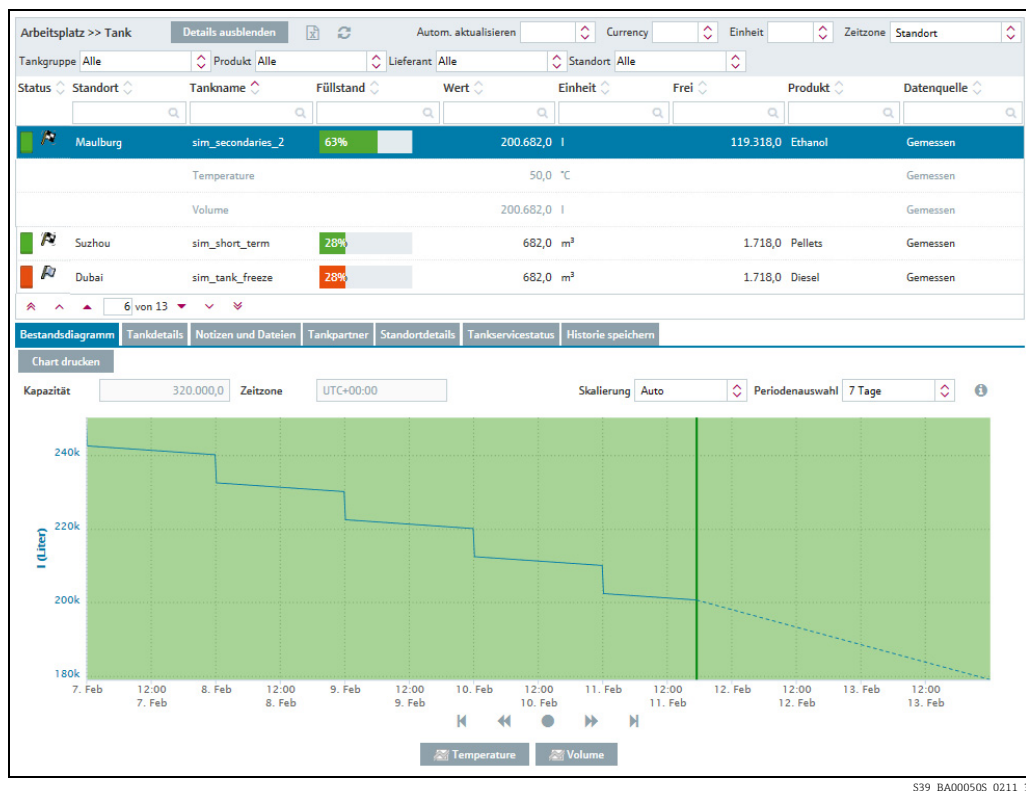 Arbeitsplatz >> Tank Details ausblenden Autom. aktualisieren Currency Einheit Zeitzone Standort
Tankgruppe Alle Produkt Alle Lieferant Alle Standort Alle
Status Standort Tankname Füllstand Wert Einheit Frei Produkt Datenquelle
Maulburg sim_secondaries_2 63% 200.682,0 l 119.318,0 Ethanol Gemessen
Temperature 50,0 °C Gemessen
Volume 200.682,0 l Gemessen
Suzhou sim_short_term 28% 682,0 m³ 1.718,0 Pellets Gemessen
Dubai sim_tank_freeze 28% 682,0 m³ 1.718,0 Diesel Gemessen
6 von 13
Bestandsdiagramm Tankdetails Notizen und Dateien Tankpartner Standortdetails Tankservicestatus Historie speichern
Chart drucken
Kapazität 320.000,0 Zeitzone UTC+00:00 Skalierung Auto Periodenauswahl 7 Tage
240k
220k
200k
180k
l (Liter)
7. Feb 12:00 8. Feb 12:00 9. Feb 12:00 10. Feb 12:00 11. Feb 12:00 12. Feb 12:00 13. Feb 12:00
7. Feb 8. Feb 9. Feb 10. Feb 11. Feb 12. Feb 13. Feb
Temperature Volume